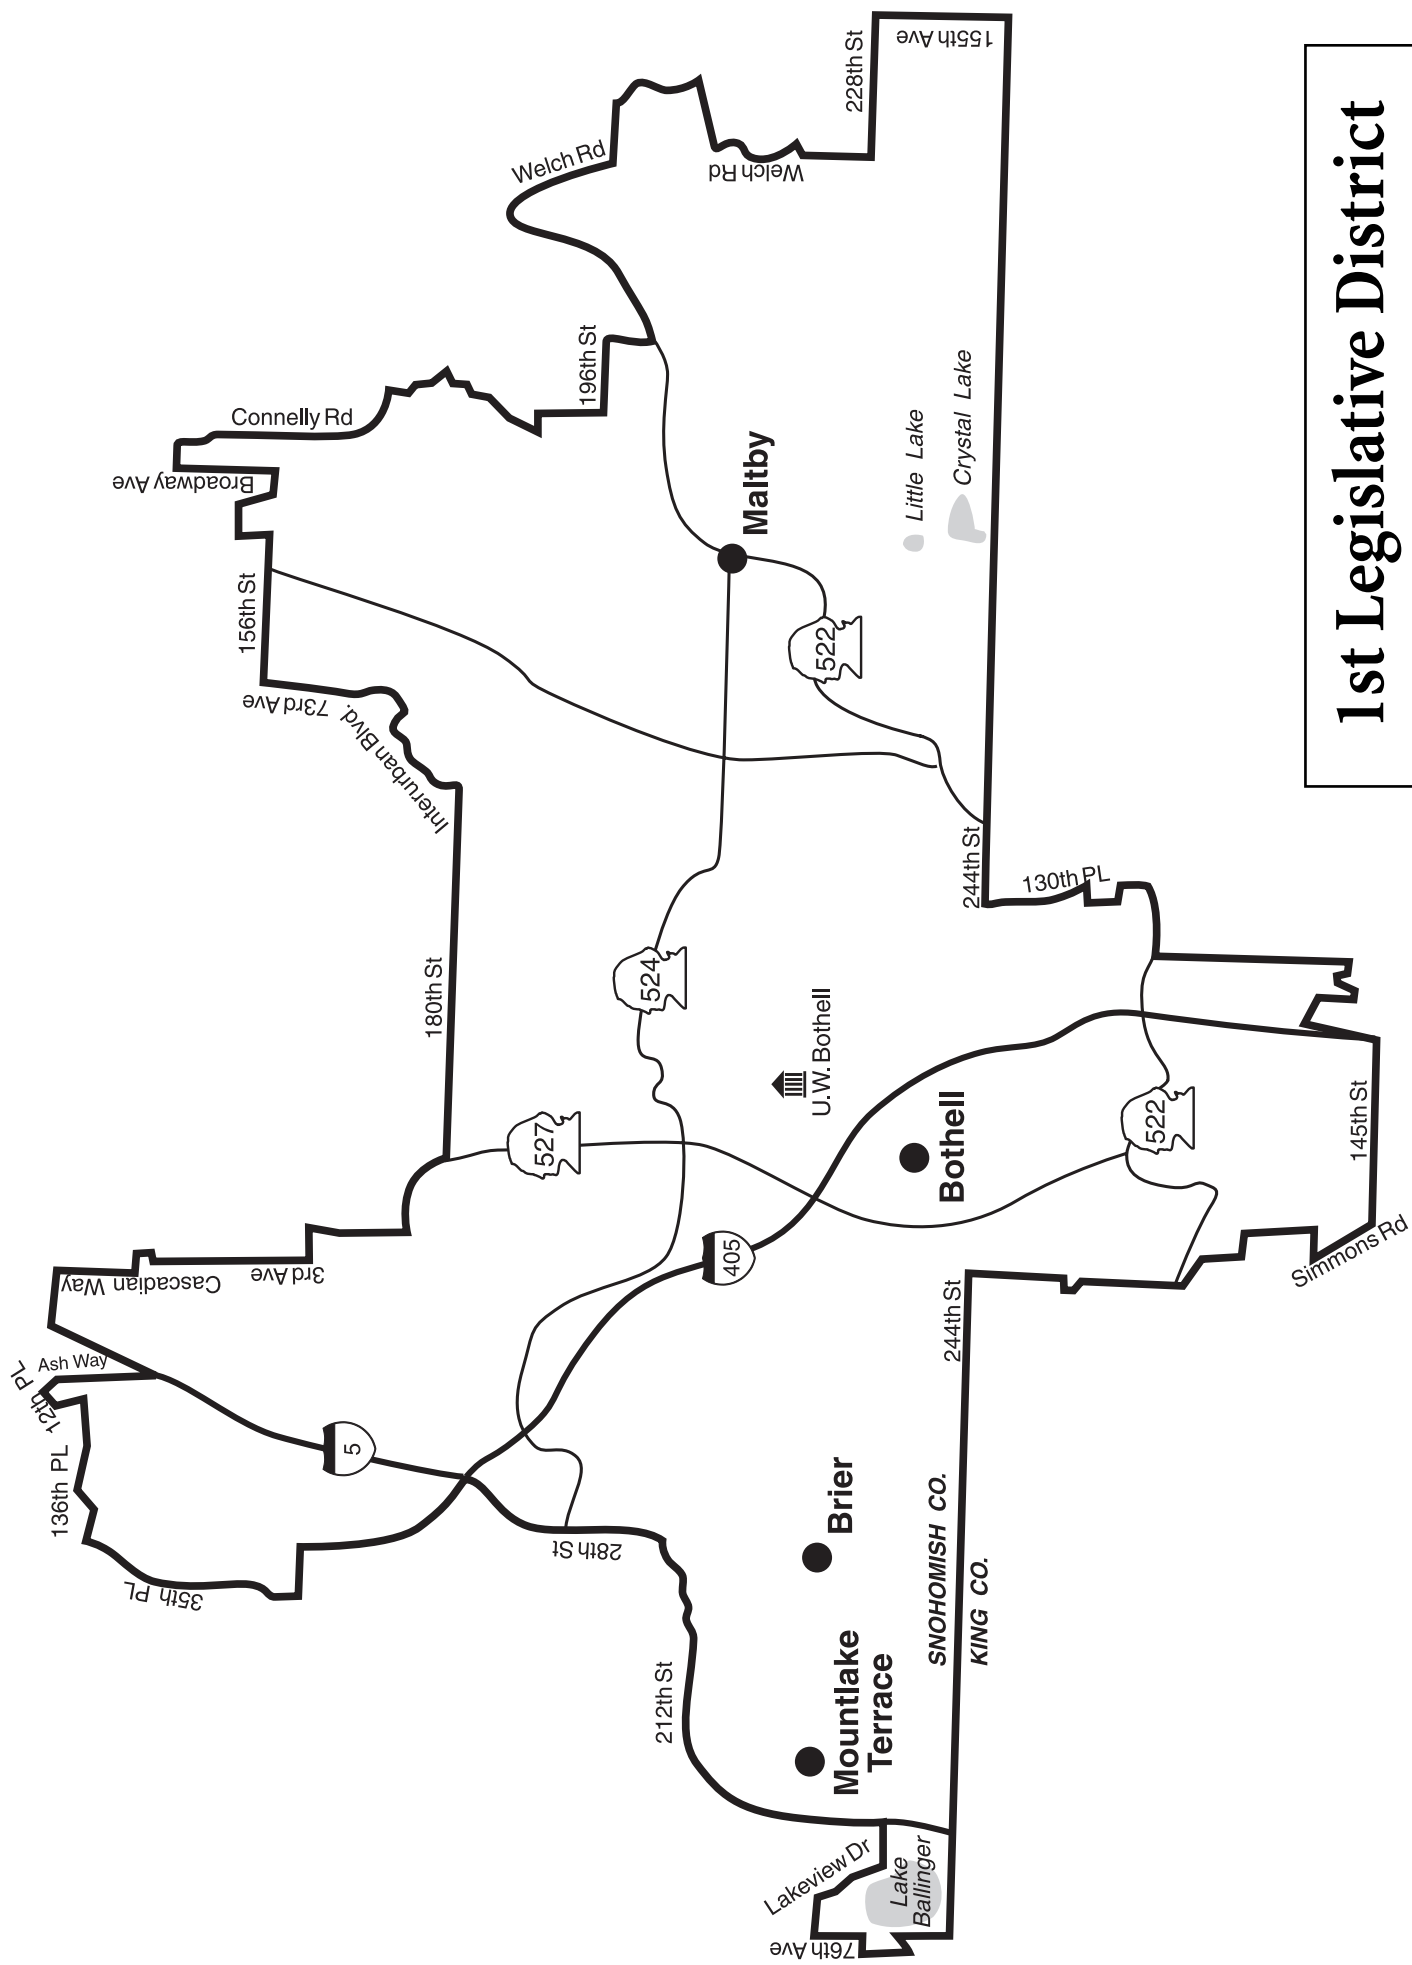 136th PL
12th PL
Ash Way
Cascadian Way
3rd Ave
35th PL
5
28th St
212th St
Lakeview Dr
76th Ave
Lake
Ballinger
Mountlake
Terrace
Brier
SNOHOMISH CO.
KING CO.
244th St
405
527
524
180th St
Interurban Blvd.
73rd Ave
156th St
Broadway Ave
Connelly Rd
196th St
Welch Rd
Welch Rd
228th St
155th Ave
Maltby
522
Little Lake
Crystal Lake
244th St
130th PL
U.W. Bothell
Bothell
522
145th St
Simmons Rd
1st Legislative District